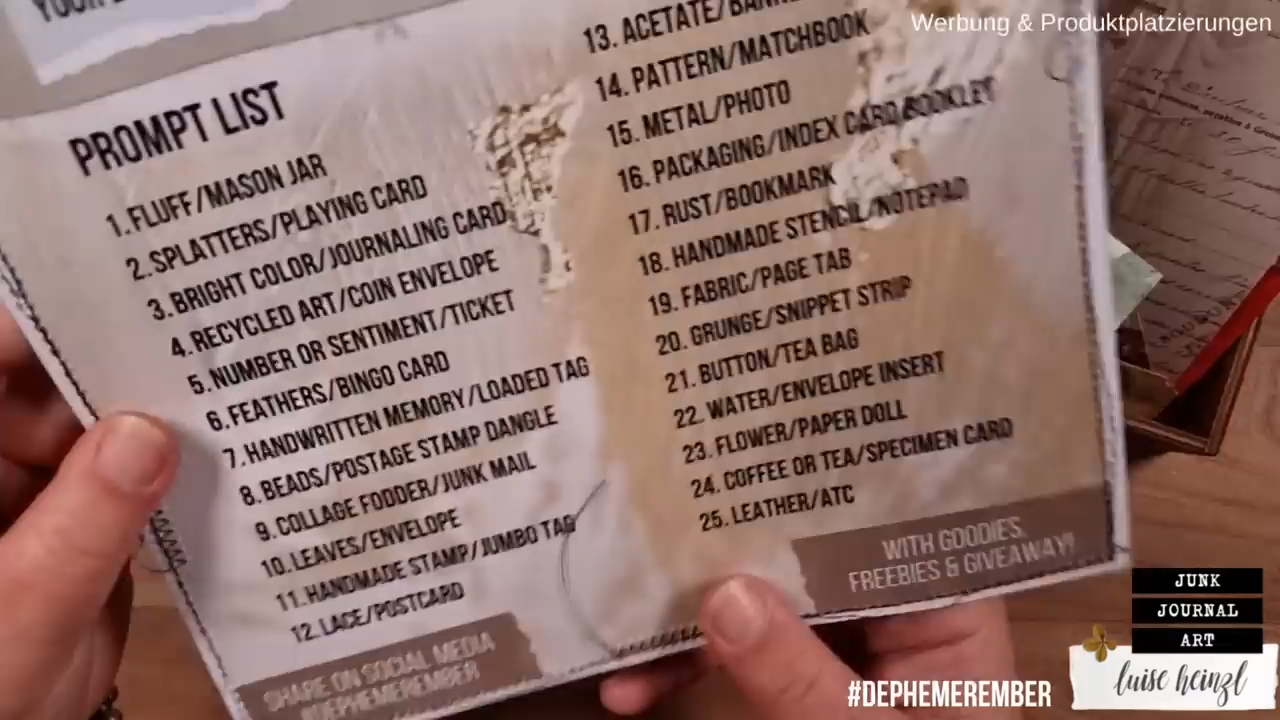 Werbung & Produktplatzierungen
PROMPT LIST
1. FLUFF/MASON JAR
2. SPLATTERS/PLAYING CARD
3. BRIGHT COLOR/JOURNALING CARD
4. RECYCLED ART/COIN ENVELOPE
5. NUMBER OR SENTIMENT/TICKET
6. FEATHERS/BINGO CARD
7. HANDWRITTEN MEMORY/LOADED TAG
8. BEADS/POSTAGE STAMP DANGLE
9. COLLAGE FODDER/JUNK MAIL
10. LEAVES/ENVELOPE
11. HANDMADE STAMP/JUMBO TAG
12. LACE/POSTCARD
13. ACETATE/
14. PATTERN/MATCHBOOK
15. METAL/PHOTO
16. PACKAGING/INDEX CARD BOOKLET
17. RUST/BOOKMARK
18. HANDMADE STENCIL/NOTEPAD
19. FABRIC/PAGE TAB
20. GRUNGE/SNIPPET STRIP
21. BUTTON/TEA BAG
22. WATER/ENVELOPE INSERT
23. FLOWER/PAPER DOLL
24. COFFEE OR TEA/SPECIMEN CARD
25. LEATHER/ATC
SHARE ON SOCIAL MEDIA
#DEPHEMEREMBER
WITH GOODIES,
FREEBIES & GIVEAWAY!
#DEPHEMEREMBER
JUNK
JOURNAL
ART
luise heinzl